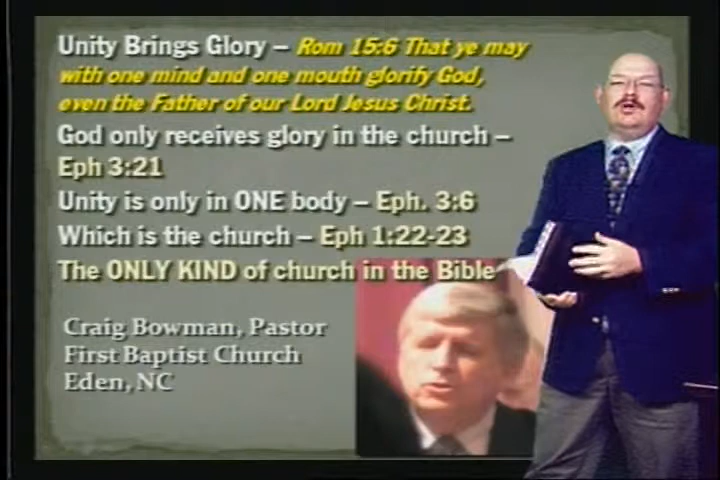 Unity Brings Glory – Rom 15:6 That ye may
with one mind and one mouth glorify God,
even the Father of our Lord Jesus Christ.
God only receives glory in the church –
Eph 3:21
Unity is only in ONE body – Eph. 3:6
Which is the church – Eph 1:22-23
The ONLY KIND of church in the Bible
Craig Bowman, Pastor
First Baptist Church
Eden, NC